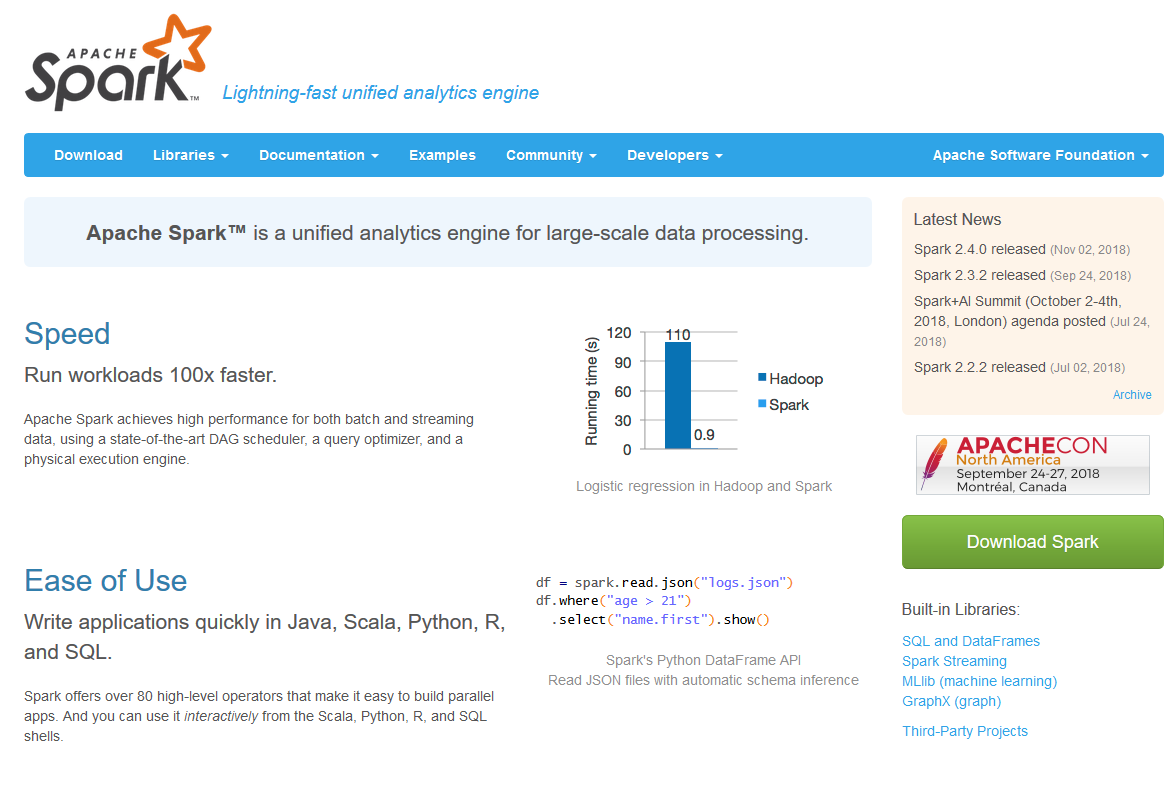 APACHE
Spark™
Lightning-fast unified analytics engine
Download Libraries Documentation Examples Community Developers Apache Software Foundation
Apache Spark™ is a unified analytics engine for large-scale data processing.
Speed
Run workloads 100x faster.
Apache Spark achieves high performance for both batch and streaming
data, using a state-of-the-art DAG scheduler, a query optimizer, and a
physical execution engine.
Running time (s)
120
90
60
30
0
110
0.9
Hadoop
Spark
Logistic regression in Hadoop and Spark
Ease of Use
Write applications quickly in Java, Scala, Python, R,
and SQL.
Spark offers over 80 high-level operators that make it easy to build parallel
apps. And you can use it interactively from the Scala, Python, R, and SQL
shells.
df = spark.read.json("logs.json")
df.where("age > 21")
.select("name.first").show()
Spark's Python DataFrame API
Read JSON files with automatic schema inference
Latest News
Spark 2.4.0 released (Nov 02, 2018)
Spark 2.3.2 released (Sep 24, 2018)
Spark+AI Summit (October 2-4th,
2018, London) agenda posted (Jul 24,
2018)
Spark 2.2.2 released (Jul 02, 2018)
Archive
APACHECON
North America
September 24-27, 2018
Montréal, Canada
Download Spark
Built-in Libraries:
SQL and DataFrames
Spark Streaming
MLlib (machine learning)
GraphX (graph)
Third-Party Projects